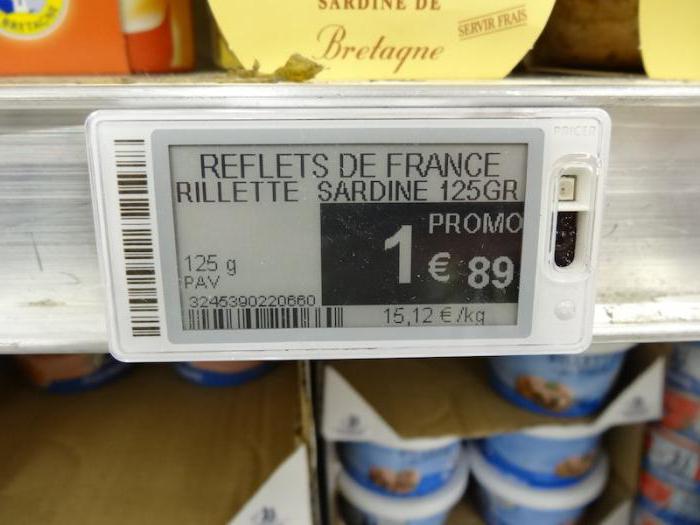 BRETAGNE
SARDINE DE
Bretagne
SERVIR FRAIS
PRICER
REFLETS DE FRANCE
RILLETTE SARDINE 125GR
PROMO
1 € 89
125 g
PAV
3245390220660
15,12 €/kg